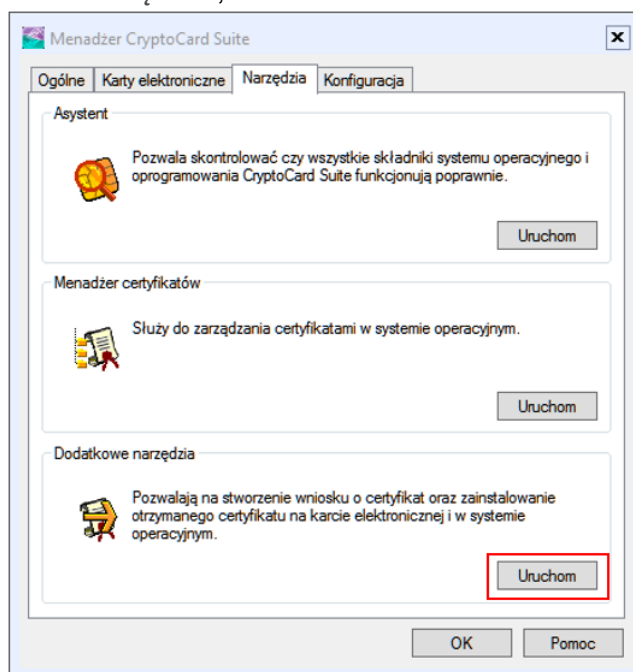 Menadżer CryptoCard Suite
Ogólne Karty elektroniczne Narzędzia Konfiguracja
Asystent
Pozwala skontrolować czy wszystkie składniki systemu operacyjnego i
oprogramowania CryptoCard Suite funkcjonują poprawnie.
Uruchom
Menadżer certyfikatów
Służy do zarządzania certyfikatami w systemie operacyjnym.
Uruchom
Dodatkowe narzędzia
Pozwalają na stworzenie wniosku o certyfikat oraz zainstalowanie
otrzymanego certyfikatu na karcie elektronicznej i w systemie
operacyjnym.
Uruchom
OK Pomoc